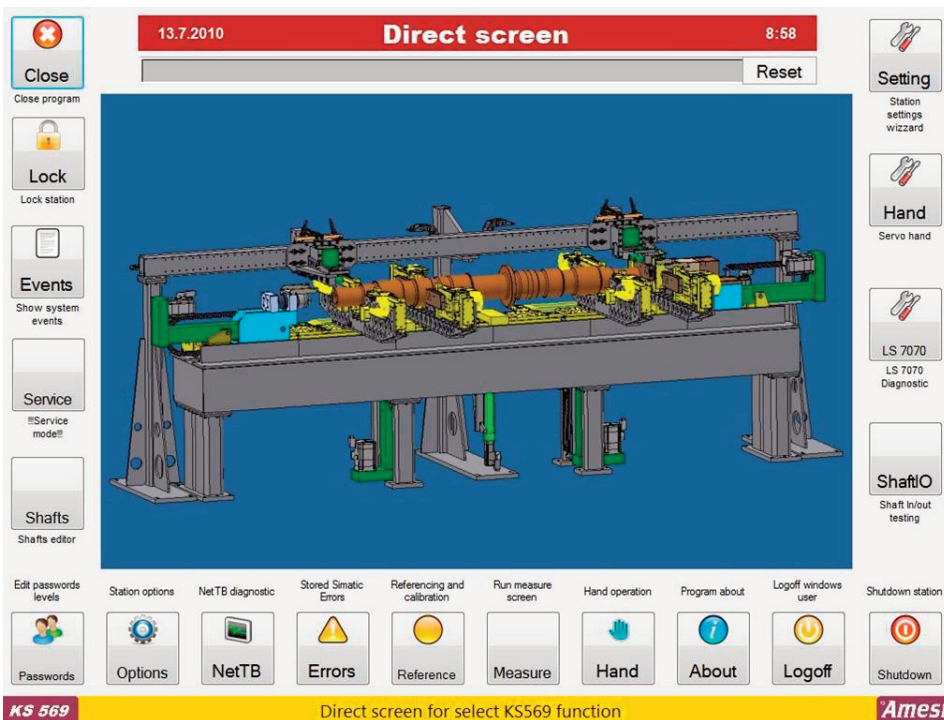 13.7.2010 Direct screen 8:58
Reset
Close
Close program
Lock
Lock station
Events
Show system
events
Service
!!!Service
mode!!!
Shafts
Shafts editor
Setting
Station
settings
wizzard
Hand
Servo hand
LS 7070
LS 7070
Diagnostic
ShaftIO
Shaft In/out
testing
Edit passwords
levels
Passwords
Station options
Options
NetTB diagnostic
NetTB
Stored Simatic
Errors
Errors
Referencing and
calibration
Reference
Run measure
screen
Measure
Hand operation
Hand
Program about
About
Logoff windows
user
Logoff
Shutdown station
Shutdown
KS 569 Direct screen for select KS569 function Ames